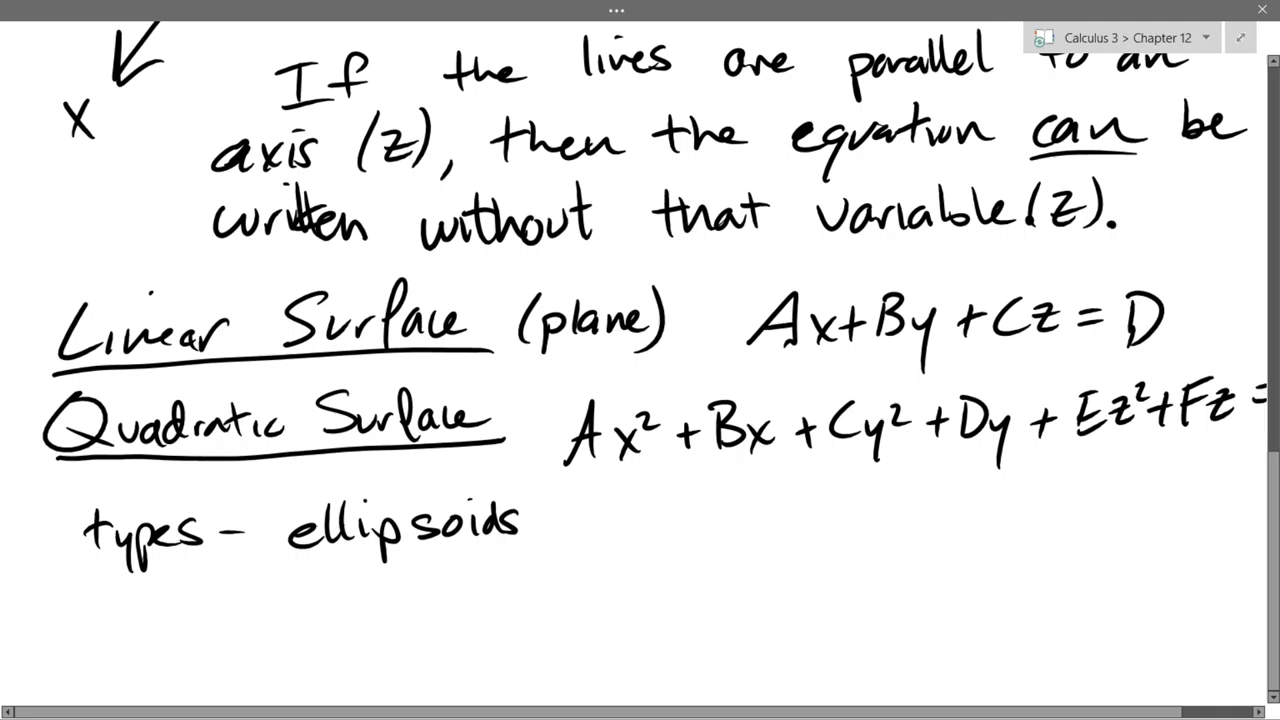 ...
Calculus 3 > Chapter 12
If the lines are parallel to an
x
axis (z), then the equation can be
written without that variable (z).
Linear Surface (plane) Ax+By+Cz=D
Quadratic Surface Ax²+Bx+Cy²+Dy+Ez²+Fz=
types - ellipsoids